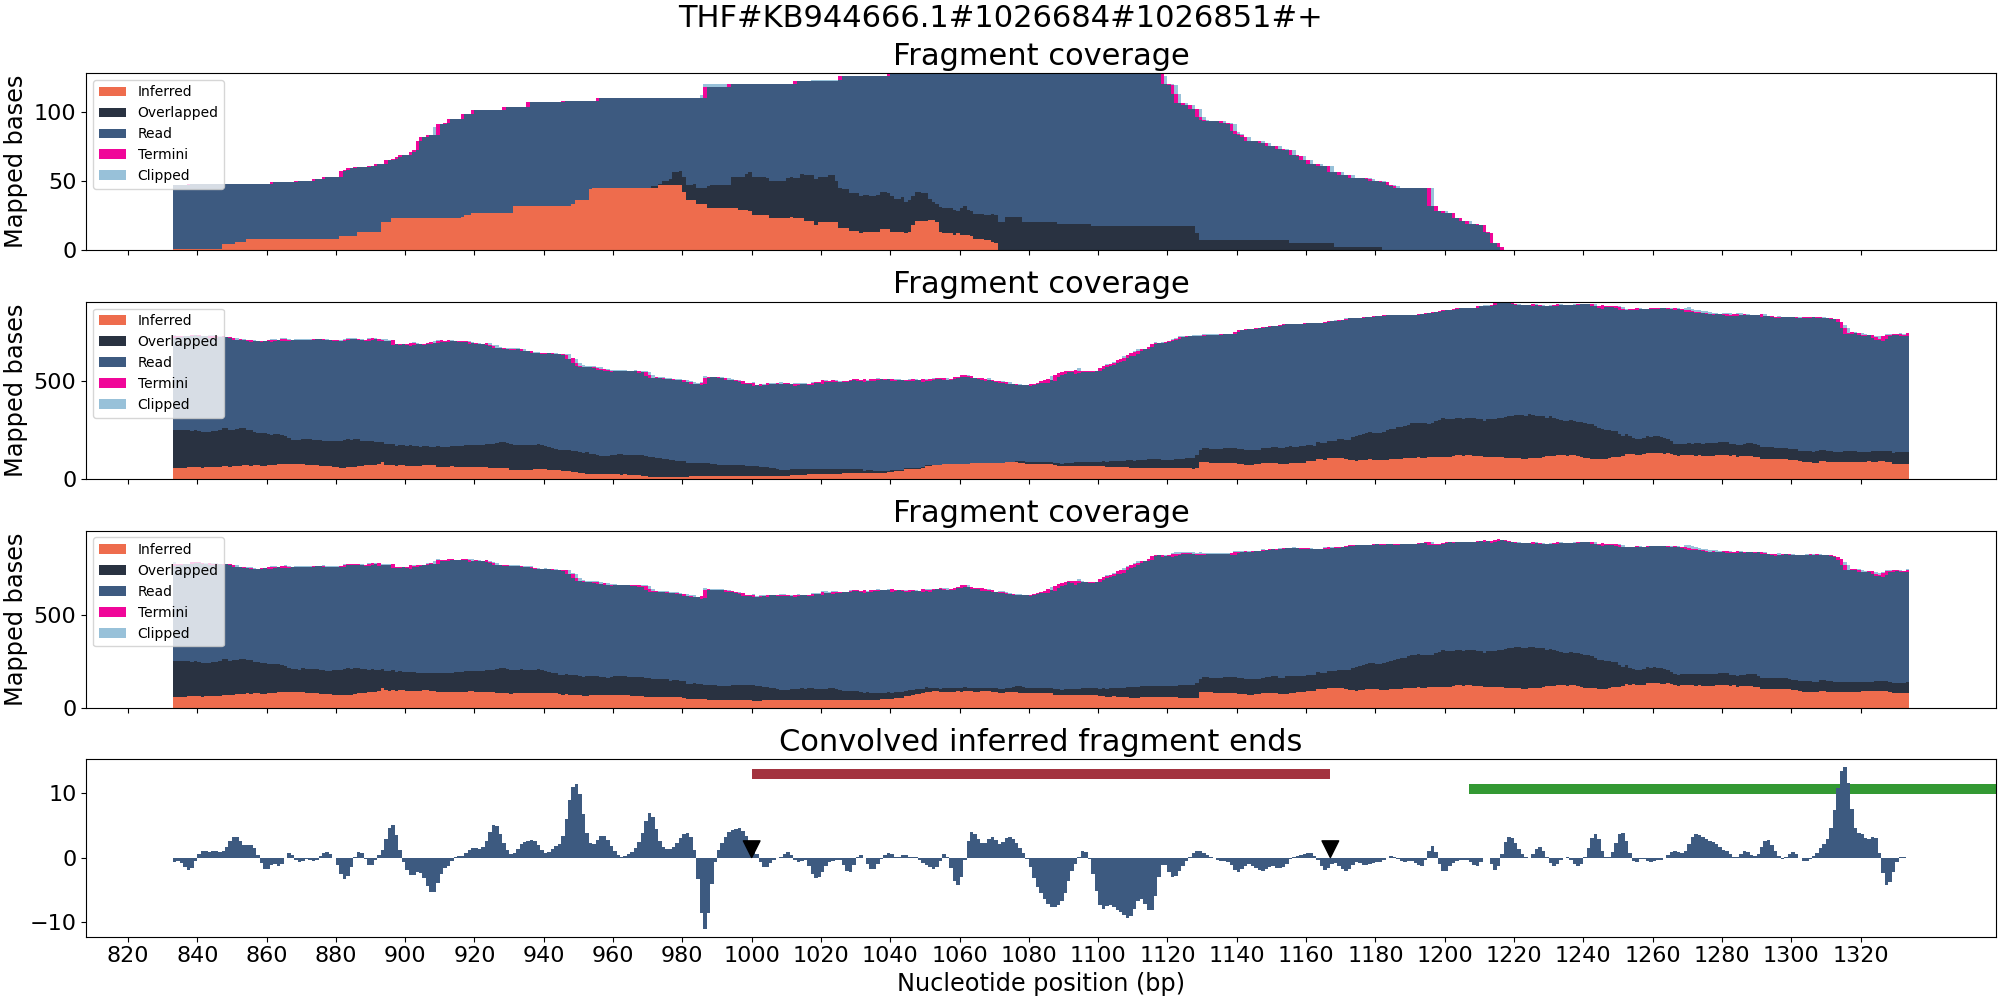 THF#KB944666.1#1026684#1026851#+
Fragment coverage
Mapped bases
100
50
0
Inferred
Overlapped
Read
Termini
Clipped
Fragment coverage
Mapped bases
500
0
Inferred
Overlapped
Read
Termini
Clipped
Fragment coverage
Mapped bases
500
0
Inferred
Overlapped
Read
Termini
Clipped
Convolved inferred fragment ends
10
0
−10
820 840 860 880 900 920 940 960 980 1000 1020 1040 1060 1080 1100 1120 1140 1160 1180 1200 1220 1240 1260 1280 1300 1320
Nucleotide position (bp)